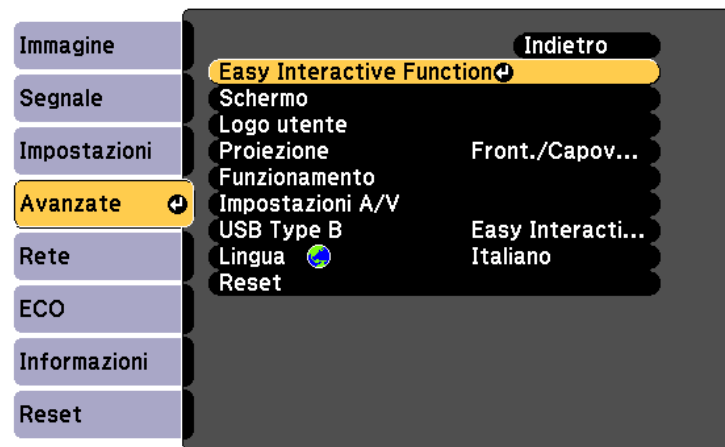 Immagine
Segnale
Impostazioni
Avanzate
Rete
ECO
Informazioni
Reset
Indietro
Easy Interactive Function
Schermo
Logo utente
Proiezione Front./Capov...
Funzionamento
Impostazioni A/V
USB Type B Easy Interacti...
Lingua Italiano
Reset